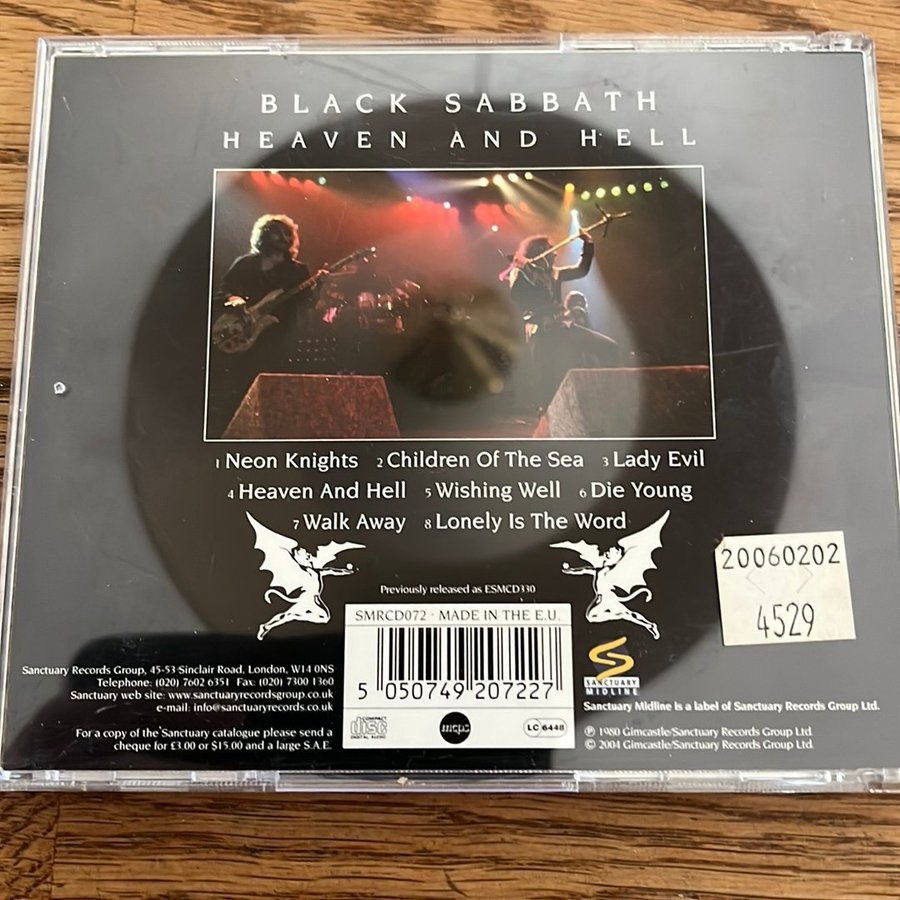 BLACK SABBATH
HEAVEN AND HELL
1 Neon Knights 2 Children Of The Sea 3 Lady Evil
4 Heaven And Hell 5 Wishing Well 6 Die Young
7 Walk Away 8 Lonely Is The Word
Previously released as ESMCD330
20060202
4529
SMRCD072 · MADE IN THE E.U.
5 050749 207227
COMPACT
disc
DIGITAL AUDIO
mcps
LC 6448
Sanctuary Records Group, 45-53 Sinclair Road, London, W14 0NS
Telephone: (020) 7602 6351 Fax: (020) 7300 1360
Sanctuary web site: www.sanctuaryrecordsgroup.co.uk
e-mail: info@sanctuaryrecords.co.uk
For a copy of the Sanctuary catalogue please send a
cheque for £3.00 or $15.00 and a large S.A.E.
SANCTUARY
MIDLINE
Sanctuary Midline is a label of Sanctuary Records Group Ltd.
℗ 1980 Gimcastle/Sanctuary Records Group Ltd.
© 2004 Gimcastle/Sanctuary Records Group Ltd.